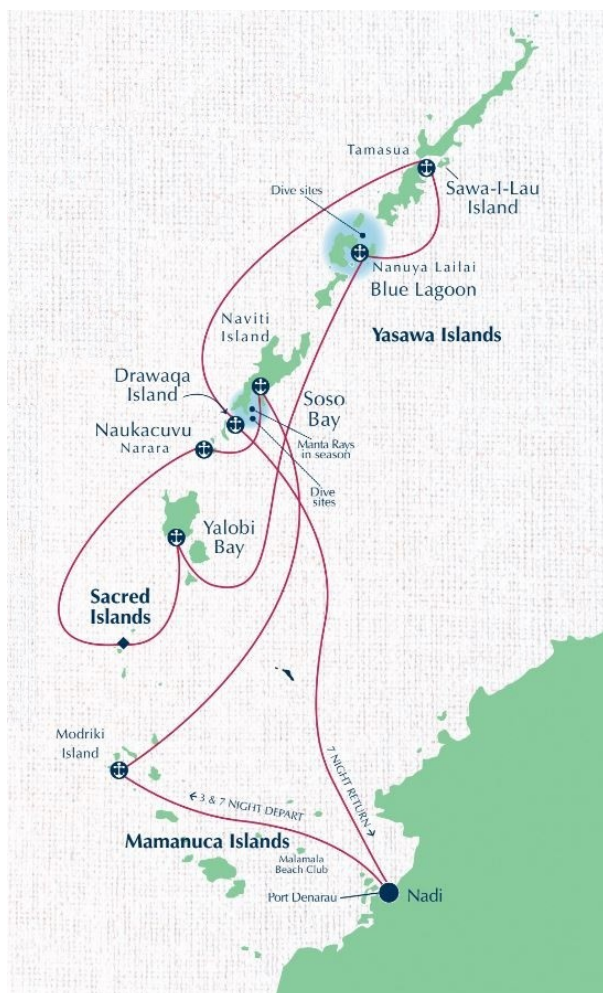 Tamasua
Sawa-I-Lau
Island
Dive sites
Nanuya Lailai
Blue Lagoon
Yasawa Islands
Naviti
Island
Drawaqa
Island
Soso
Bay
Naukacuvu
Narara
Manta Rays
in season
Dive
sites
Yalobi
Bay
Sacred
Islands
Modriki
Island
← 3 & 7 NIGHT DEPART
7 NIGHT RETURN →
Mamanuca Islands
Malamala
Beach Club
Port Denarau
Nadi